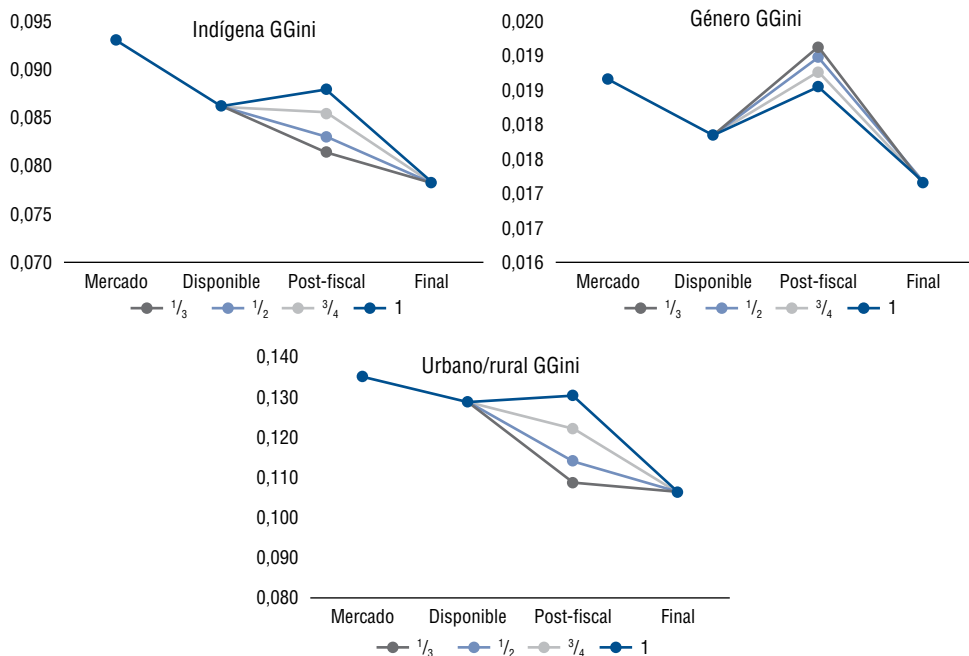 Indígena GGini
0,095
0,090
0,085
0,080
0,075
0,070
Mercado Disponible Post-fiscal Final
1/3 1/2 3/4 1
Género GGini
0,020
0,019
0,019
0,018
0,018
0,017
0,017
0,016
Mercado Disponible Post-fiscal Final
1/3 1/2 3/4 1
Urbano/rural GGini
0,140
0,130
0,120
0,110
0,100
0,090
0,080
Mercado Disponible Post-fiscal Final
1/3 1/2 3/4 1